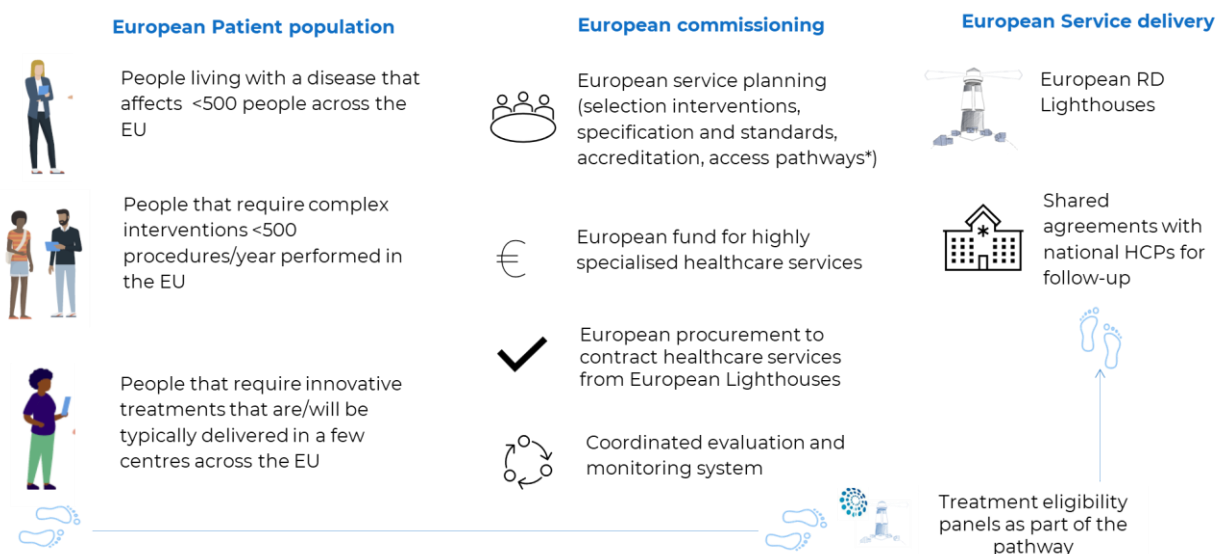 European Patient population
People living with a disease that
affects <500 people across the
EU
People that require complex
interventions <500
procedures/year performed in
the EU
People that require innovative
treatments that are/will be
typically delivered in a few
centres across the EU
European commissioning
European service planning
(selection interventions,
specification and standards,
accreditation, access pathways*)
€
European fund for highly
specialised healthcare services
European procurement to
contract healthcare services
from European Lighthouses
Coordinated evaluation and
monitoring system
European Service delivery
European RD
Lighthouses
Shared
agreements with
national HCPs for
follow-up
Treatment eligibility
panels as part of the
pathway